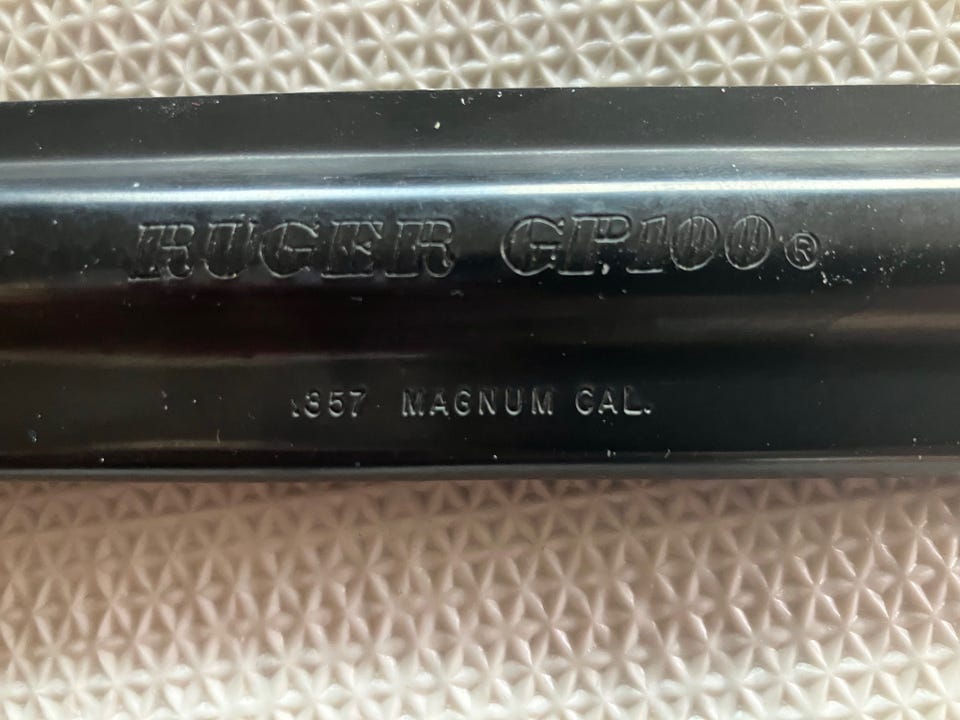 RUGER GP100®
.357 MAGNUM CAL.